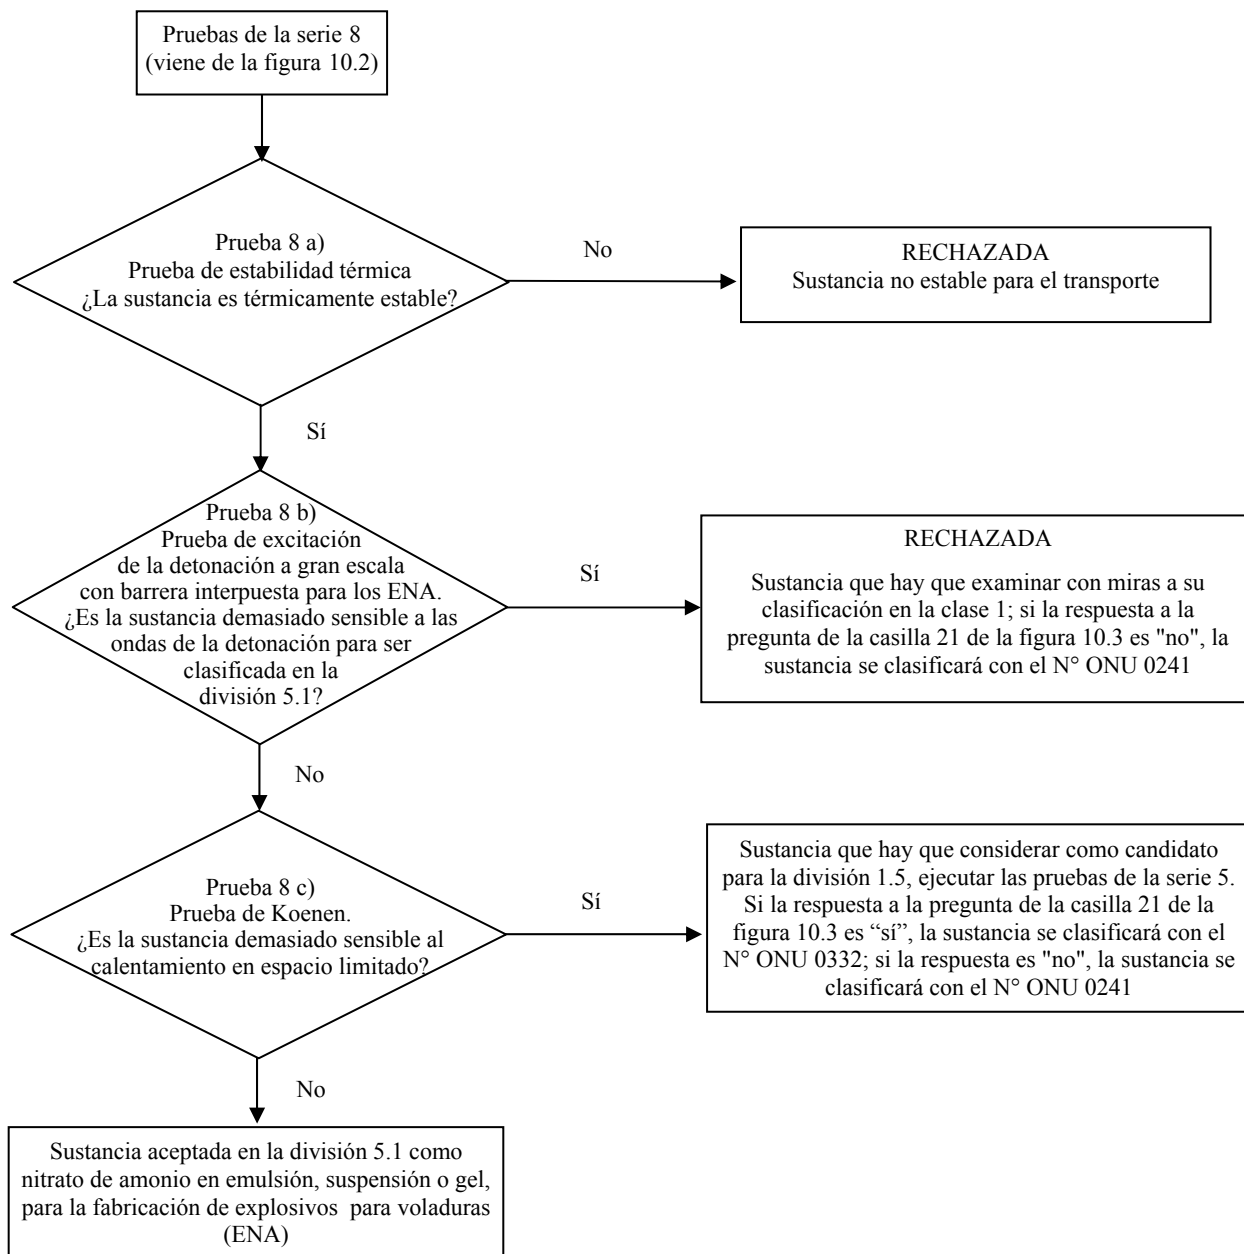 Pruebas de la serie 8
(viene de la figura 10.2)
Prueba 8 a)
Prueba de estabilidad térmica
¿La sustancia es térmicamente estable?
No
RECHAZADA
Sustancia no estable para el transporte
Sí
Prueba 8 b)
Prueba de excitación
de la detonación a gran escala
con barrera interpuesta para los ENA.
¿Es la sustancia demasiado sensible a las
ondas de la detonación para ser
clasificada en la
división 5.1?
Sí
RECHAZADA
Sustancia que hay que examinar con miras a su
clasificación en la clase 1; si la respuesta a la
pregunta de la casilla 21 de la figura 10.3 es "no", la
sustancia se clasificará con el N° ONU 0241
No
Prueba 8 c)
Prueba de Koenen.
¿Es la sustancia demasiado sensible al
calentamiento en espacio limitado?
Sí
Sustancia que hay que considerar como candidato
para la división 1.5, ejecutar las pruebas de la serie 5.
Si la respuesta a la pregunta de la casilla 21 de la
figura 10.3 es “sí”, la sustancia se clasificará con el
N° ONU 0332; si la respuesta es "no", la sustancia se
clasificará con el N° ONU 0241
No
Sustancia aceptada en la división 5.1 como
nitrato de amonio en emulsión, suspensión o gel,
para la fabricación de explosivos para voladuras
(ENA)